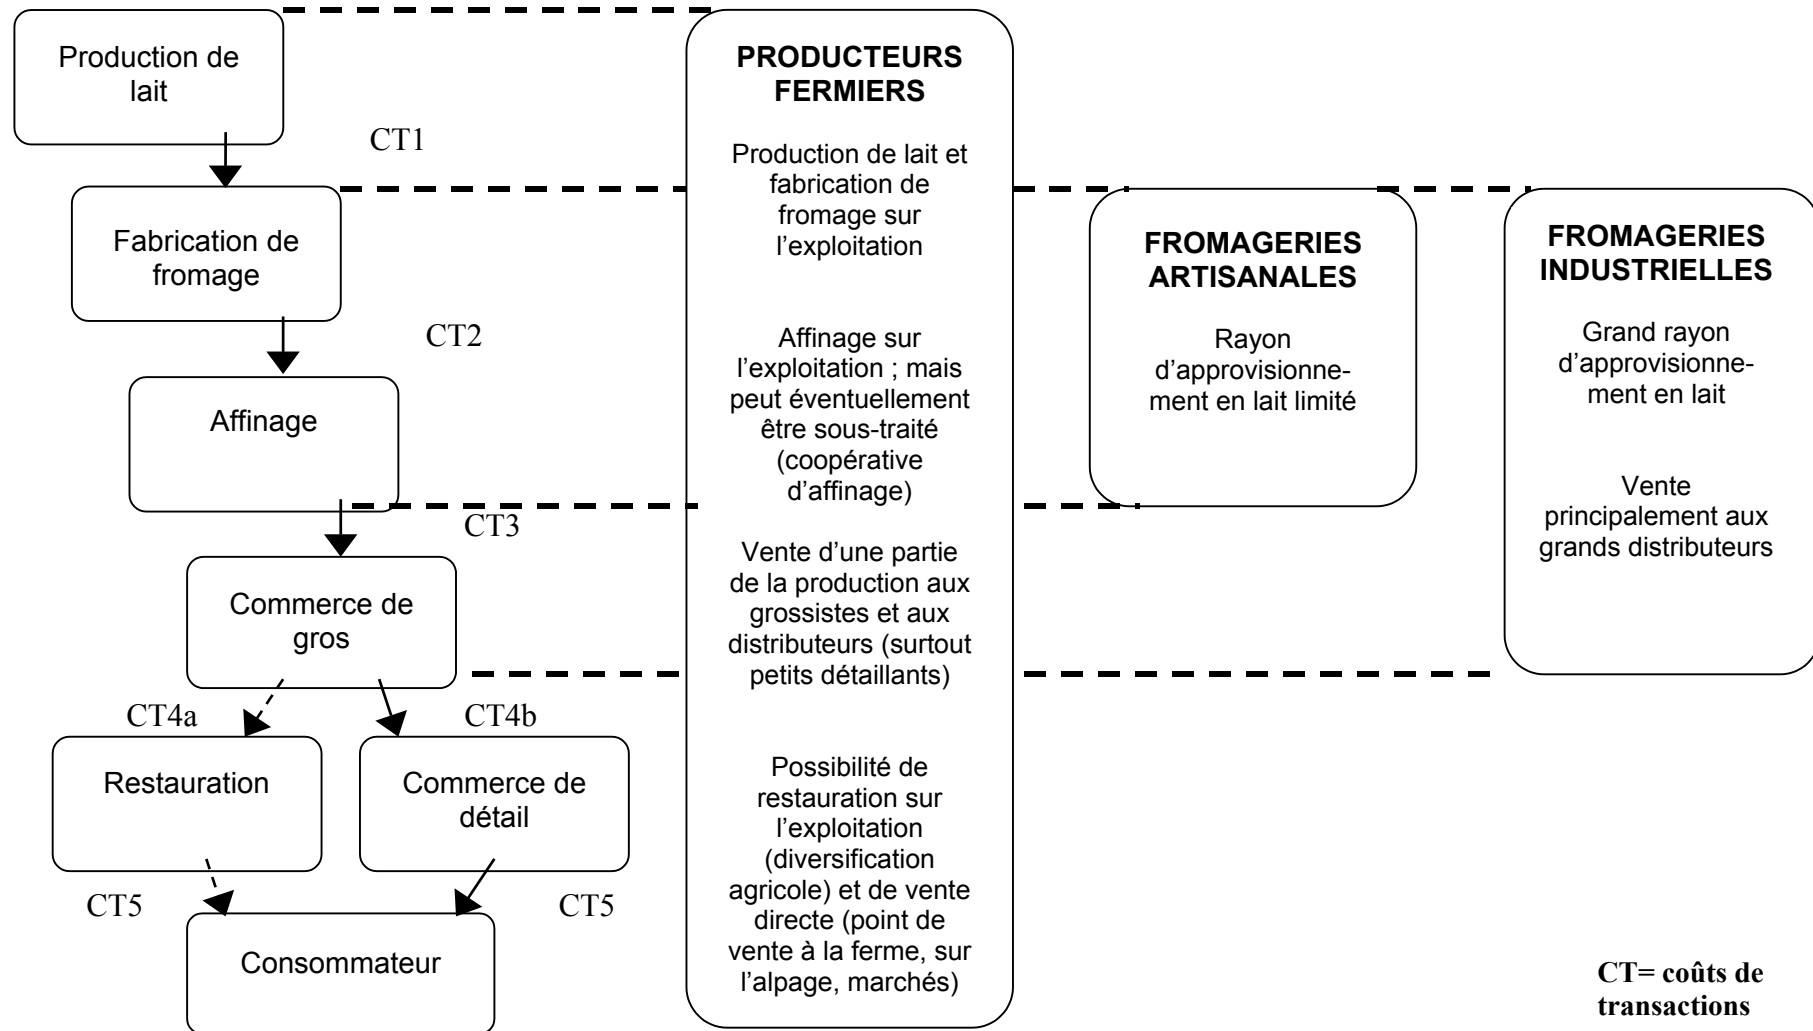 Production de
lait
CT1
Fabrication de
fromage
CT2
Affinage
CT3
Commerce de
gros
CT4a
CT4b
Restauration
Commerce de
détail
CT5
CT5
Consommateur
PRODUCTEURS
FERMIERS
Production de lait et
fabrication de
fromage sur
l’exploitation
Affinage sur
l’exploitation ; mais
peut éventuellement
être sous-traité
(coopérative
d’affinage)
Vente d’une partie
de la production aux
grossistes et aux
distributeurs (surtout
petits détaillants)
Possibilité de
restauration sur
l’exploitation
(diversification
agricole) et de vente
directe (point de
vente à la ferme, sur
l’alpage, marchés)
FROMAGERIES
ARTISANALES
Rayon
d’approvisionne-
ment en lait limité
FROMAGERIES
INDUSTRIELLES
Grand rayon
d’approvisionne-
ment en lait
Vente
principalement aux
grands distributeurs
CT= coûts de
transactions